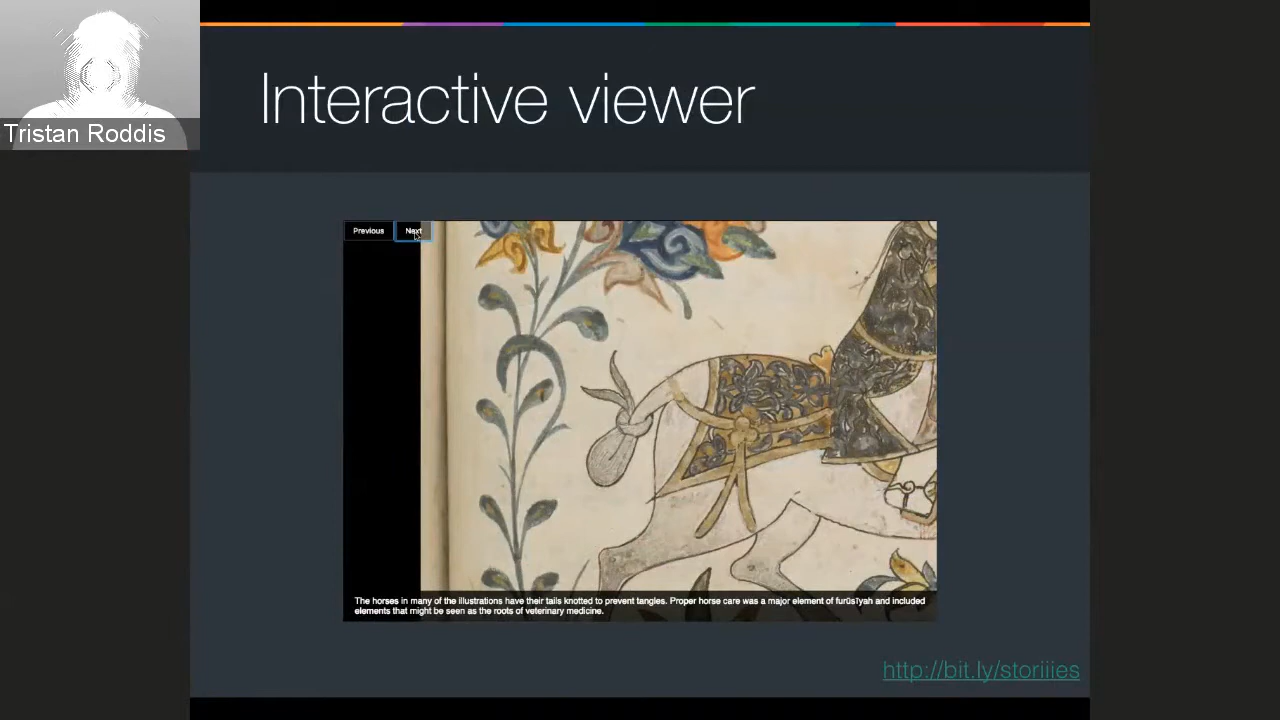 Interactive viewer
Tristan Roddis
Previous
Next
The horses in many of the illustrations have their tails knotted to prevent tangles. Proper horse care was a major element of furūsīyah and included
elements that might be seen as the roots of veterinary medicine.
http://bit.ly/storiiies